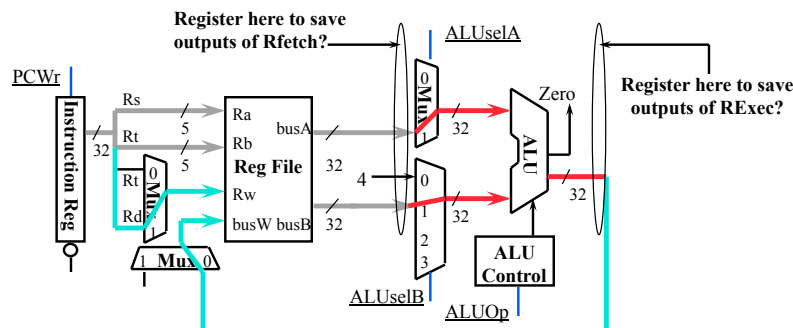 Register here to save
outputs of Rfetch?
ALUselA
PCWr
Register here to save
outputs of RExec?
Instruction Reg
32
Rs
5
Rt
5
Rt
Rd
0
Mux
1
1 Mux 0
Ra
Rb
Reg File
Rw
busW busB
busA
32
32
4
0
Mux
1
32
0
1
2
3
32
ALUselB
ALU
Zero
32
ALU
Control
ALUOp